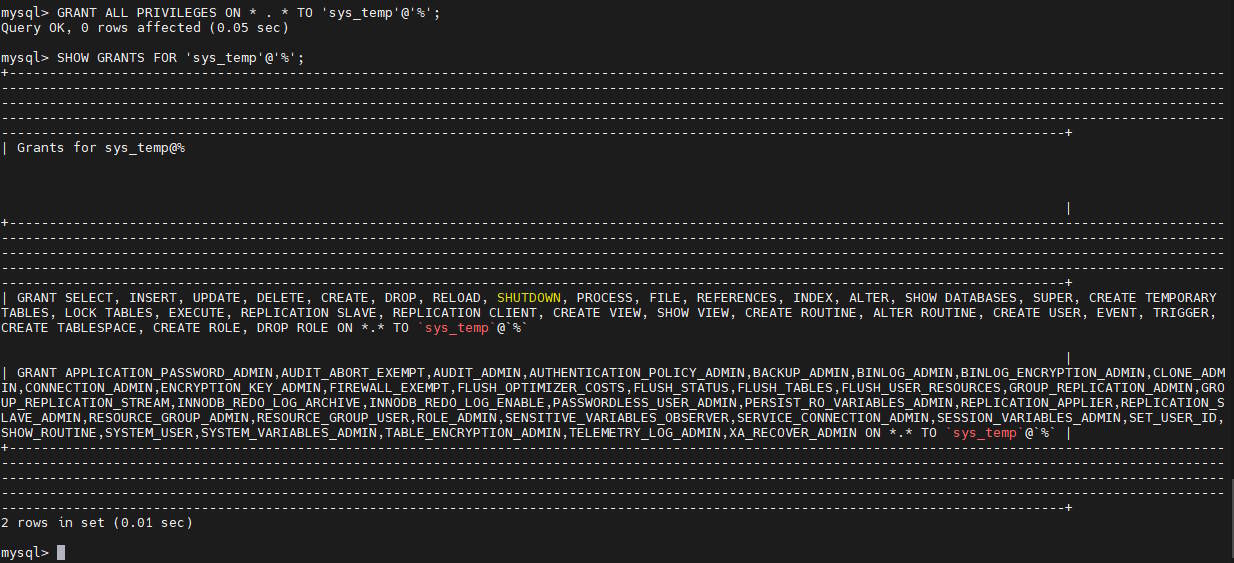 mysql> GRANT ALL PRIVILEGES ON * . * TO 'sys_temp'@'%';
Query OK, 0 rows affected (0.05 sec)
mysql> SHOW GRANTS FOR 'sys_temp'@'%';
| Grants for sys_temp@%
|
| GRANT SELECT, INSERT, UPDATE, DELETE, CREATE, DROP, RELOAD, SHUTDOWN, PROCESS, FILE, REFERENCES, INDEX, ALTER, SHOW DATABASES, SUPER, CREATE TEMPORARY
TABLES, LOCK TABLES, EXECUTE, REPLICATION SLAVE, REPLICATION CLIENT, CREATE VIEW, SHOW VIEW, CREATE ROUTINE, ALTER ROUTINE, CREATE USER, EVENT, TRIGGER,
CREATE TABLESPACE, CREATE ROLE, DROP ROLE ON *.* TO `sys_temp`@`%`
|
| GRANT APPLICATION_PASSWORD_ADMIN,AUDIT_ABORT_EXEMPT,AUDIT_ADMIN,AUTHENTICATION_POLICY_ADMIN,BACKUP_ADMIN,BINLOG_ADMIN,BINLOG_ENCRYPTION_ADMIN,CLONE_ADM
IN,CONNECTION_ADMIN,ENCRYPTION_KEY_ADMIN,FIREWALL_EXEMPT,FLUSH_OPTIMIZER_COSTS,FLUSH_STATUS,FLUSH_TABLES,FLUSH_USER_RESOURCES,GROUP_REPLICATION_ADMIN,GRO
UP_REPLICATION_STREAM,INNODB_REDO_LOG_ARCHIVE,INNODB_REDO_LOG_ENABLE,PASSWORDLESS_USER_ADMIN,PERSIST_RO_VARIABLES_ADMIN,REPLICATION_APPLIER,REPLICATION_S
LAVE_ADMIN,RESOURCE_GROUP_ADMIN,RESOURCE_GROUP_USER,ROLE_ADMIN,SENSITIVE_VARIABLES_OBSERVER,SERVICE_CONNECTION_ADMIN,SESSION_VARIABLES_ADMIN,SET_USER_ID,
SHOW_ROUTINE,SYSTEM_USER,SYSTEM_VARIABLES_ADMIN,TABLE_ENCRYPTION_ADMIN,TELEMETRY_LOG_ADMIN,XA_RECOVER_ADMIN ON *.* TO `sys_temp`@`%` |
2 rows in set (0.01 sec)
mysql>